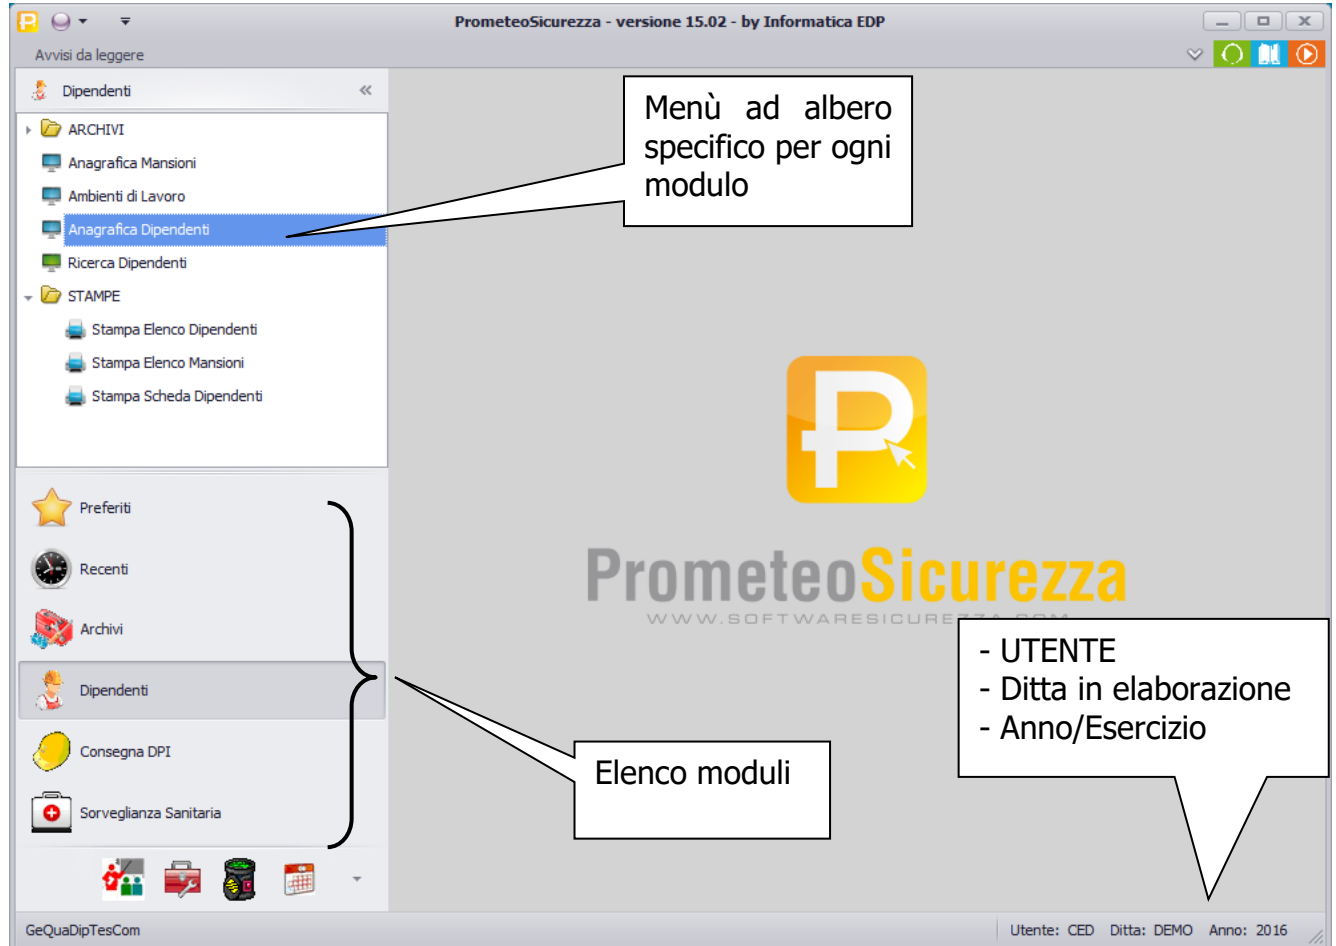 PrometeoSicurezza - versione 15.02 - by Informatica EDP
Avvisi da leggere
Dipendenti
ARCHIVI
Anagrafica Mansioni
Ambienti di Lavoro
Anagrafica Dipendenti
Ricerca Dipendenti
STAMPE
Stampa Elenco Dipendenti
Stampa Elenco Mansioni
Stampa Scheda Dipendenti
Menù ad albero
specifico per ogni
modulo
Preferiti
Recenti
Archivi
Dipendenti
Consegna DPI
Sorveglianza Sanitaria
PrometeoSicurezza
WWW.SOFTWARESICUREZZA.COM
Elenco moduli
- UTENTE
- Ditta in elaborazione
- Anno/Esercizio
GeQuaDipTesCom
Utente: CED Ditta: DEMO Anno: 2016